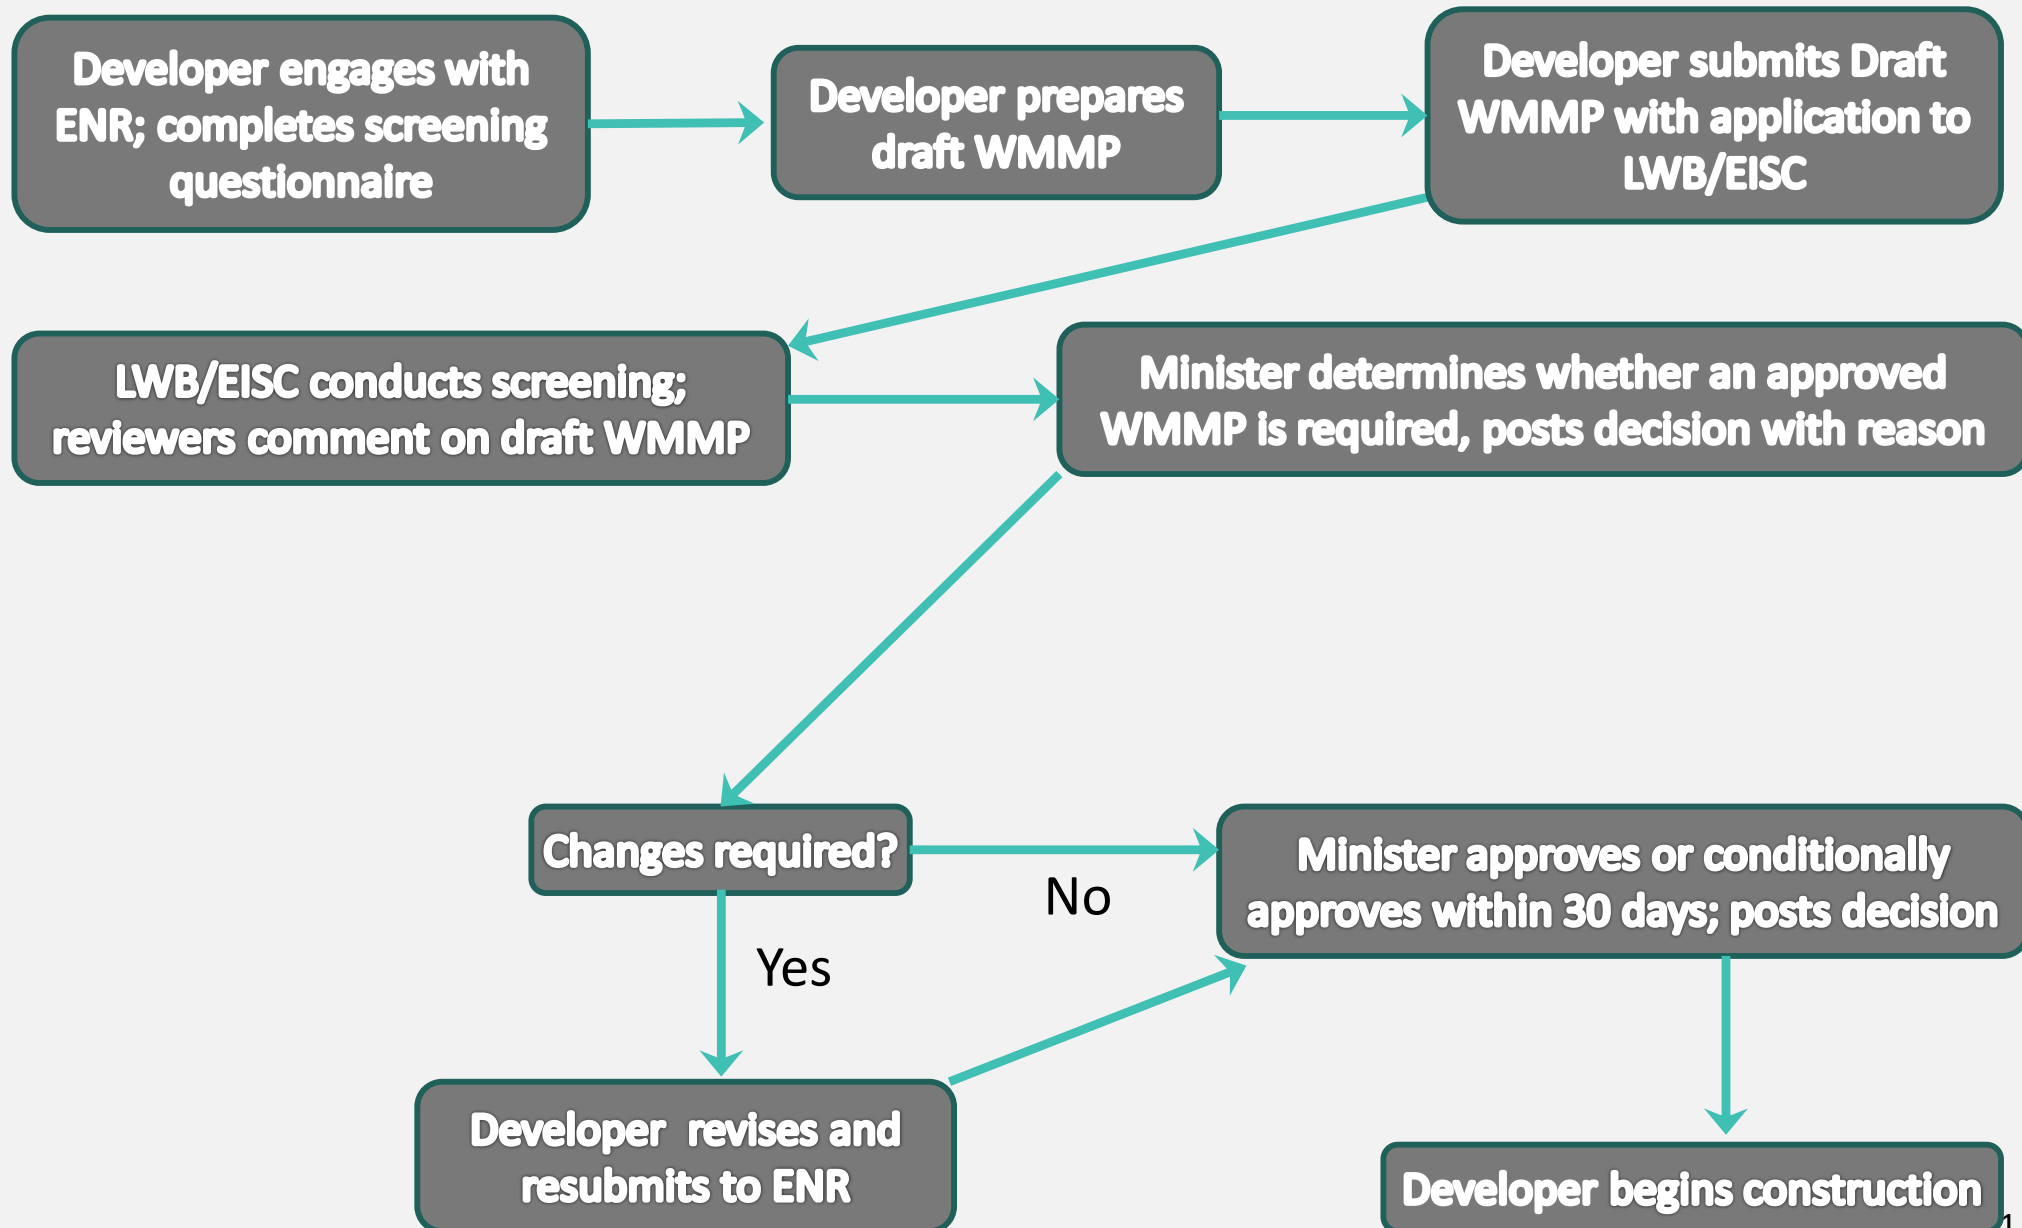 Developer engages with
ENR; completes screening
questionnaire
Developer prepares
draft WMMP
Developer submits Draft
WMMP with application to
LWB/EISC
LWB/EISC conducts screening;
reviewers comment on draft WMMP
Minister determines whether an approved
WMMP is required, posts decision with reason
Changes required?
No
Minister approves or conditionally
approves within 30 days; posts decision
Yes
Developer revises and
resubmits to ENR
Developer begins construction
1